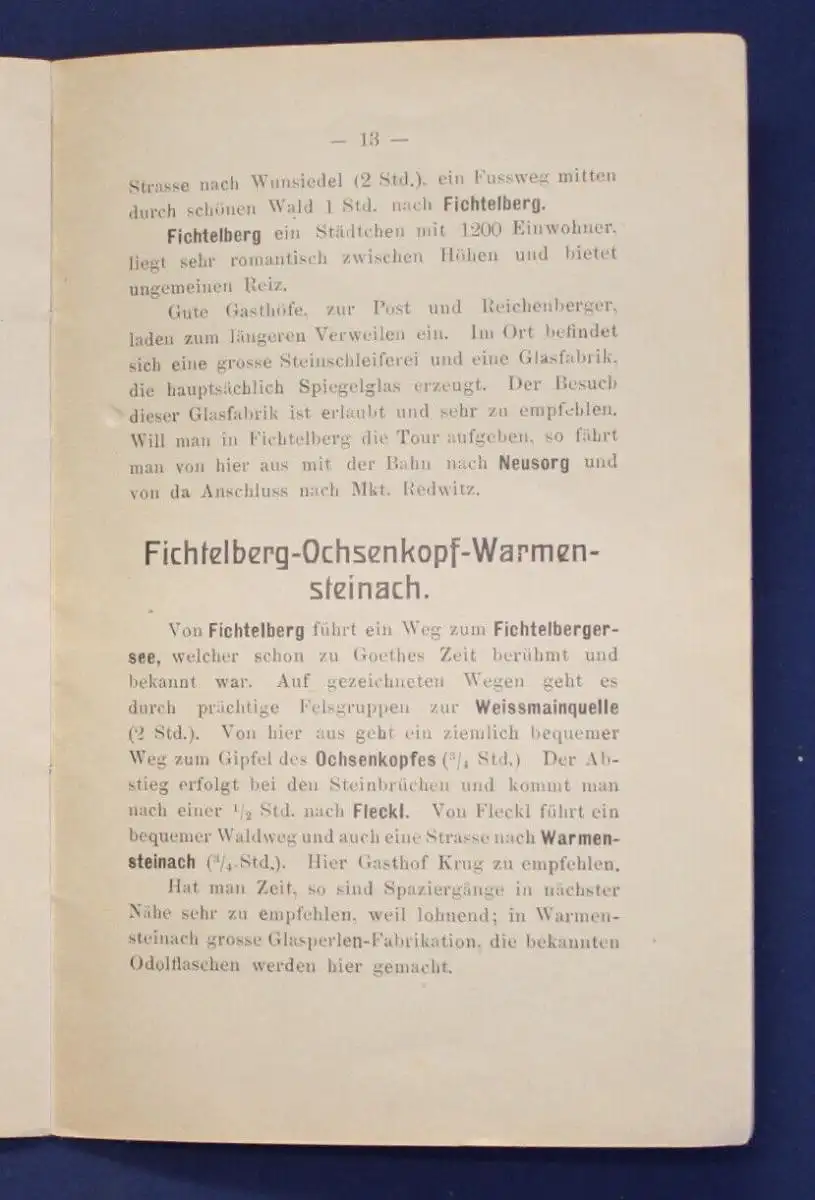 — 13 —
Strasse nach Wunsiedel (2 Std.), ein Fussweg mitten
durch schönen Wald 1 Std. nach Fichtelberg.
Fichtelberg ein Städtchen mit 1200 Einwohner,
liegt sehr romantisch zwischen Höhen und bietet
ungemeinen Reiz.
Gute Gasthöfe, zur Post und Reichenberger,
laden zum längeren Verweilen ein. Im Ort befindet
sich eine grosse Steinschleiferei und eine Glasfabrik,
die hauptsächlich Spiegelglas erzeugt. Der Besuch
dieser Glasfabrik ist erlaubt und sehr zu empfehlen.
Will man in Fichtelberg die Tour aufgeben, so fährt
man von hier aus mit der Bahn nach Neusorg und
von da Anschluss nach Mkt. Redwitz.
Fichtelberg-Ochsenkopf-Warmen-
steinach.
Von Fichtelberg führt ein Weg zum Fichtelberger-
see, welcher schon zu Goethes Zeit berühmt und
bekannt war. Auf gezeichneten Wegen geht es
durch prächtige Felsgruppen zur Weissmainquelle
(2 Std.). Von hier aus geht ein ziemlich bequemer
Weg zum Gipfel des Ochsenkopfes (3/4 Std.) Der Ab-
stieg erfolgt bei den Steinbrüchen und kommt man
nach einer 1/2 Std. nach Fleckl. Von Fleckl führt ein
bequemer Waldweg und auch eine Strasse nach Warmen-
steinach (3/4 Std.). Hier Gasthof Krug zu empfehlen.
Hat man Zeit, so sind Spaziergänge in nächster
Nähe sehr zu empfehlen, weil lohnend; in Warmen-
steinach grosse Glasperlen-Fabrikation, die bekannten
Odolflaschen werden hier gemacht.